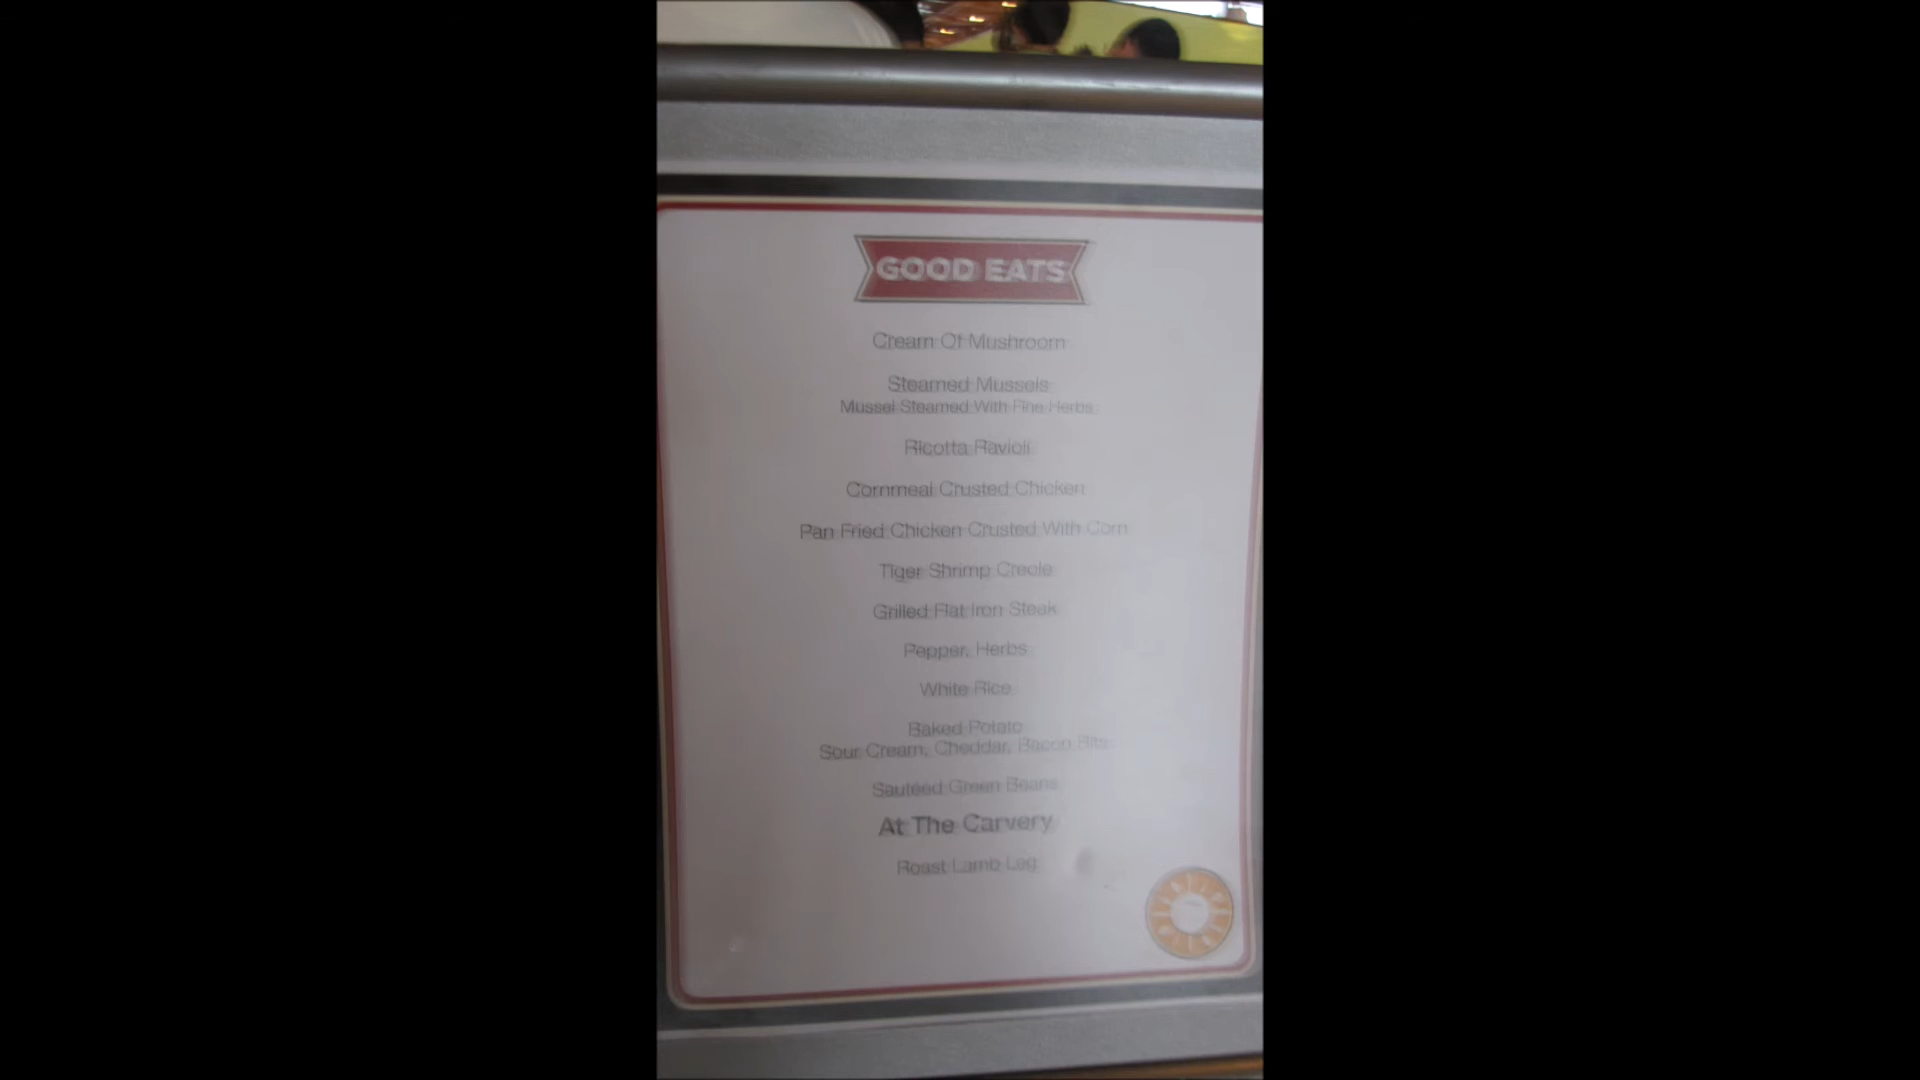 GOOD EATS
Cream Of Mushroom
Steamed Mussels
Mussel Steamed With Fine Herbs
Ricotta Ravioli
Cornmeal Crusted Chicken
Pan Fried Chicken Crusted With Corn
Tiger Shrimp Creole
Grilled Flat Iron Steak
Pepper, Herbs
White Rice
Baked Potato
Sour Cream, Cheddar, Bacon Bits
Sautéed Green Beans
At The Carvery
Roast Lamb Leg